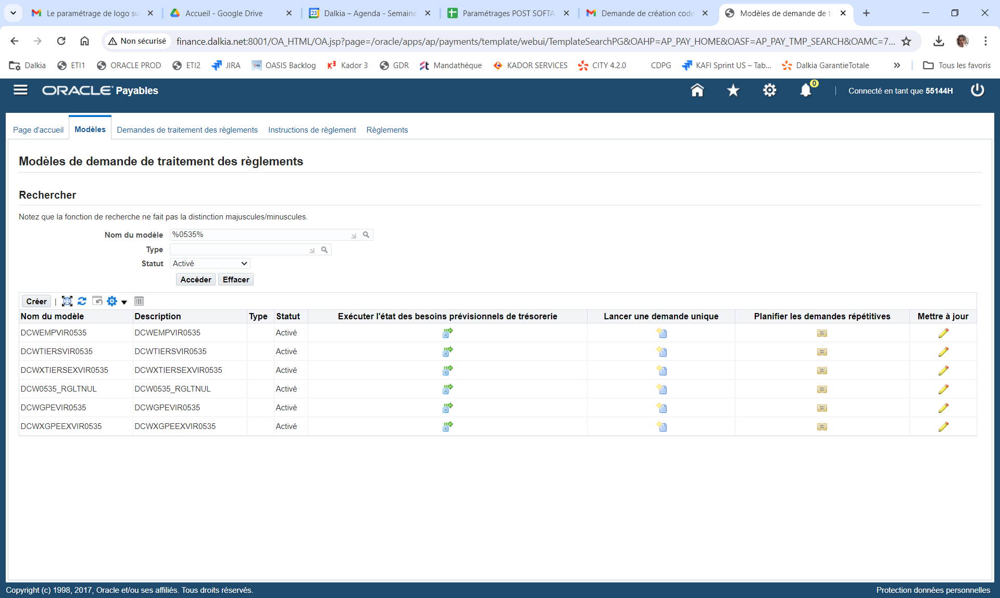 Le paramétrage de logo su
Accueil - Google Drive
23
Dalkia – Agenda - Semaine
Paramétrages POST SOFTA
Demande de création code
Modèles de demande de t
Non sécurisé
finance.dalkia.net:8001/OA_HTML/OA.jsp?page=/oracle/apps/ap/payments/template/webui/TemplateSearchPG&OAHP=AP_PAY_HOME&OASF=AP_PAY_TMP_SEARCH&OAMC=7...
Dalkia ETI1 ORACLE PROD ETI2 JIRA OASIS Backlog Kador 3 GDR Mandathèque KADOR SERVICES CITY 4.2.0 CDPG KAFI Sprint US – Tab... Dalkia GarantieTotale Tous les favoris
ORACLE Payables
0
Connecté en tant que 55144H
Page d'accueil Modèles Demandes de traitement des règlements Instructions de règlement Règlements
Modèles de demande de traitement des règlements
Rechercher
Notez que la fonction de recherche ne fait pas la distinction majuscules/minuscules.
Nom du modèle %0535%
Type
Statut Activé
Accéder Effacer
Créer
Nom du modèle Description Type Statut Exécuter l'état des besoins prévisionnels de trésorerie Lancer une demande unique Planifier les demandes répétitives Mettre à jour
DCWEMPVIR0535 DCWEMPVIR0535 Activé
DCWTIERSVIR0535 DCWTIERSVIR0535 Activé
DCWXTIERSEXVIR0535 DCWXTIERSEXVIR0535 Activé
DCW0535_RGLTNUL DCW0535_RGLTNUL Activé
DCWGPEVIR0535 DCWGPEVIR0535 Activé
DCWXGPEEXVIR0535 DCWXGPEEXVIR0535 Activé
Copyright (c) 1998, 2017, Oracle et/ou ses affiliés. Tous droits réservés.
Protection données personnelles